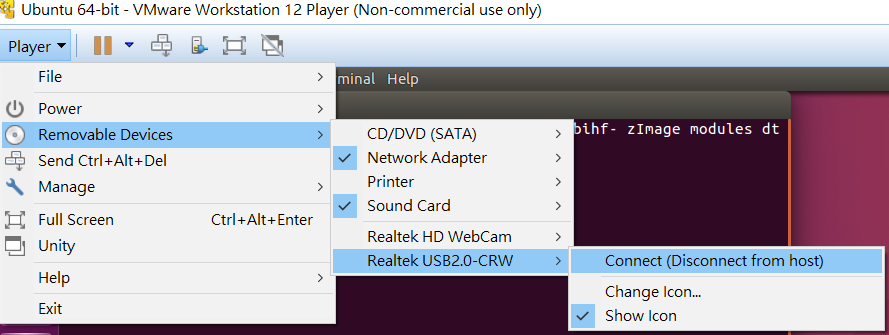 Ubuntu 64-bit - VMware Workstation 12 Player (Non-commercial use only)
Player
File
minal Help
Power
Removable Devices
CD/DVD (SATA)
bihf- zImage modules dt
Send Ctrl+Alt+Del
Network Adapter
Manage
Printer
Full Screen Ctrl+Alt+Enter
Sound Card
Unity
Realtek HD WebCam
Help
Realtek USB2.0-CRW
Connect (Disconnect from host)
Change Icon...
Exit
Show Icon